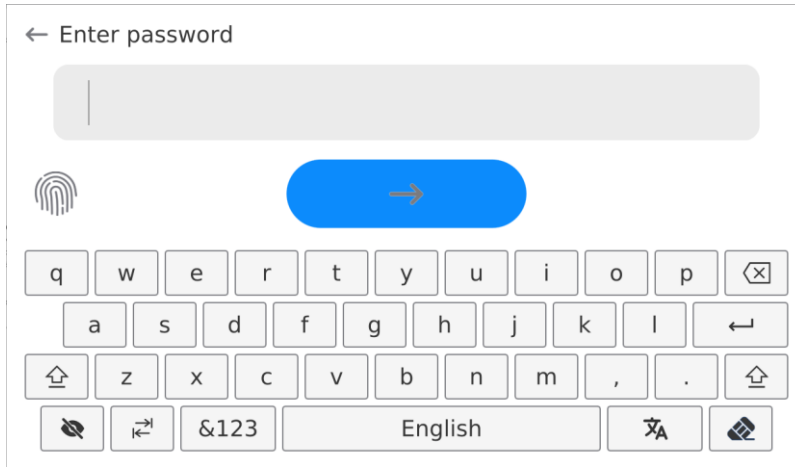 Enter password
q w e r t y u i o p
a s d f g h j k l
z x c v b n m , .
&123 English